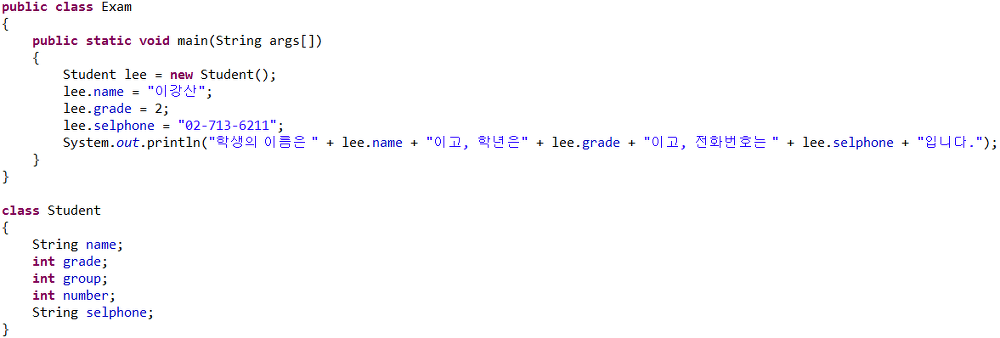 public class Exam
{
    public static void main(String args[])
    {
        Student lee = new Student();
        lee.name = "이강산";
        lee.grade = 2;
        lee.selphone = "02-713-6211";
        System.out.println("학생의 이름은 " + lee.name + "이고, 학년은" + lee.grade + "이고, 전화번호는 " + lee.selphone + "입니다.");
    }
}

class Student
{
    String name;
    int grade;
    int group;
    int number;
    String selphone;
}